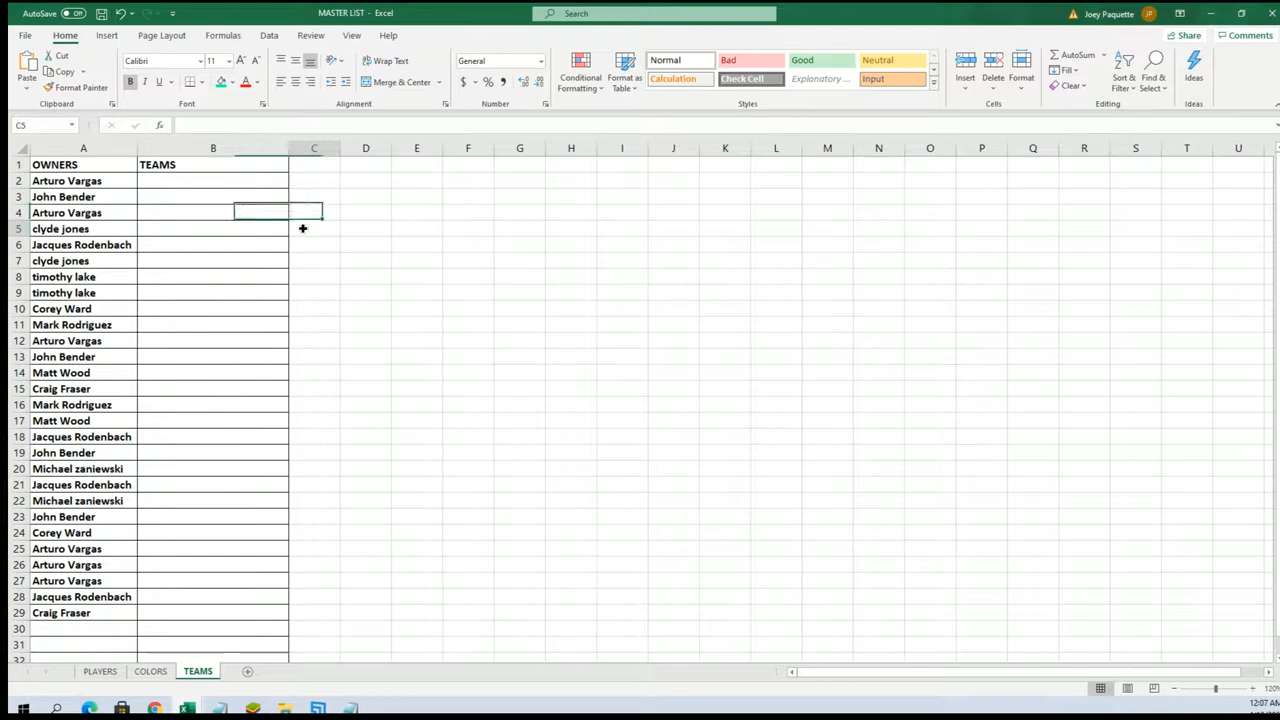 AutoSave Off MASTER LIST - Excel Search Joey Paquette JP
File Home Insert Page Layout Formulas Data Review View Help Share Comments
Cut Calibri 11 Wrap Text General Normal Bad Good Neutral AutoSum
Paste Copy Format Painter B I U Merge & Center $ % Conditional Formatting Format as Table Calculation Check Cell Explanatory ... Input Insert Delete Format Fill Clear Sort & Filter Find & Select Ideas
Clipboard Font Alignment Number Styles Cells Editing Ideas
C5 fx
A B C D E F G H I J K L M N O P Q R S T U
1 OWNERS TEAMS
2 Arturo Vargas
3 John Bender
4 Arturo Vargas
5 clyde jones
6 Jacques Rodenbach
7 clyde jones
8 timothy lake
9 timothy lake
10 Corey Ward
11 Mark Rodriguez
12 Arturo Vargas
13 John Bender
14 Matt Wood
15 Craig Fraser
16 Mark Rodriguez
17 Matt Wood
18 Jacques Rodenbach
19 John Bender
20 Michael zaniewski
21 Jacques Rodenbach
22 Michael zaniewski
23 John Bender
24 Corey Ward
25 Arturo Vargas
26 Arturo Vargas
27 Arturo Vargas
28 Jacques Rodenbach
29 Craig Fraser
30
31
32
PLAYERS COLORS TEAMS
120%
12:07 AM